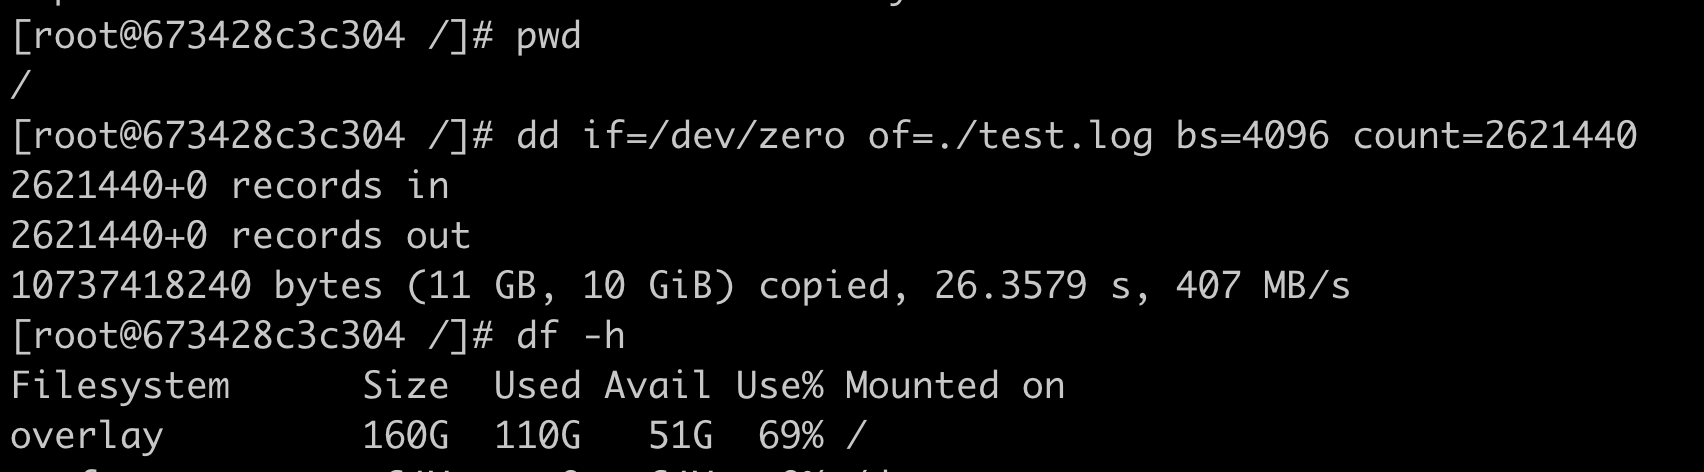 [root@673428c3c304 /]# pwd
/
[root@673428c3c304 /]# dd if=/dev/zero of=./test.log bs=4096 count=2621440
2621440+0 records in
2621440+0 records out
10737418240 bytes (11 GB, 10 GiB) copied, 26.3579 s, 407 MB/s
[root@673428c3c304 /]# df -h
Filesystem      Size  Used Avail Use% Mounted on
overlay         160G  110G   51G  69% /